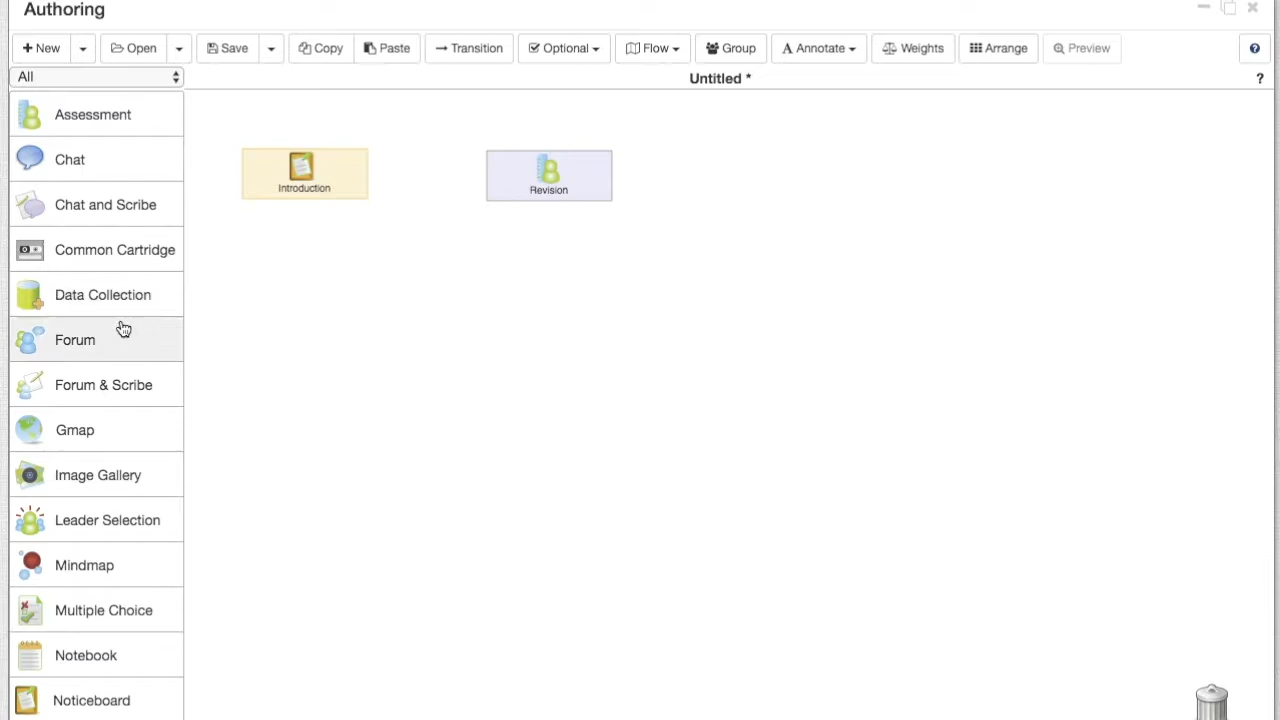 Authoring
New Open Save Copy Paste Transition Optional Flow Group Annotate Weights Arrange Preview ?
All
Untitled *
?
Assessment
Chat
Chat and Scribe
Common Cartridge
Data Collection
Forum
Forum & Scribe
Gmap
Image Gallery
Leader Selection
Mindmap
Multiple Choice
Notebook
Noticeboard
Introduction
Revision